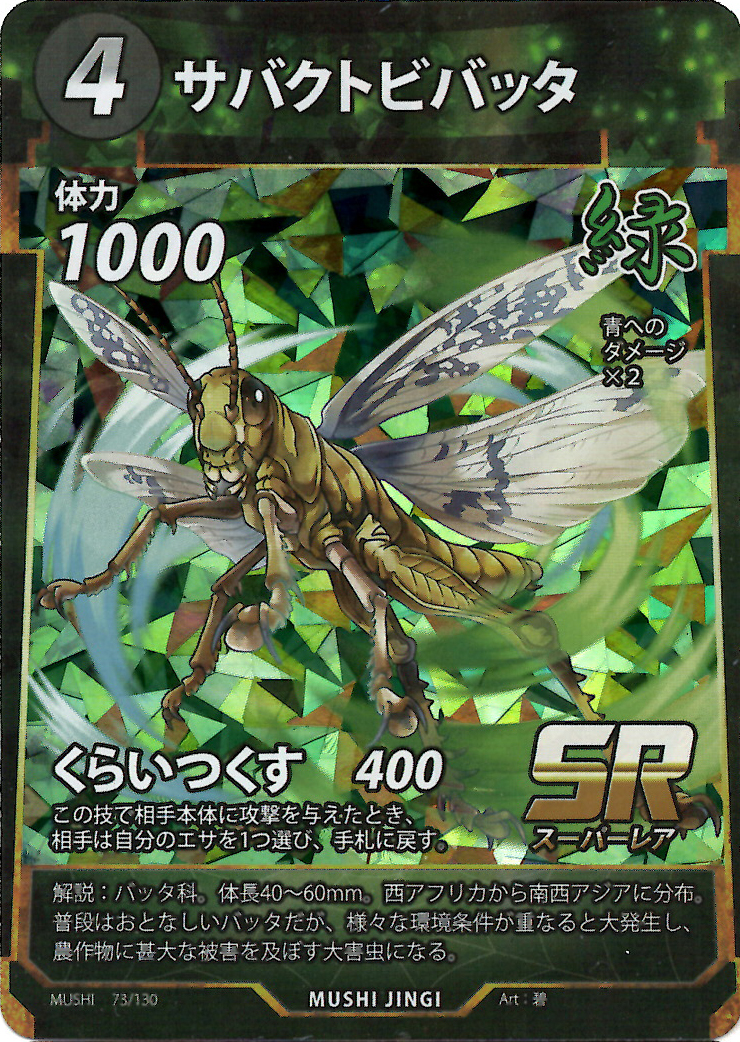 4 サバクトビバッタ
体力
1000
緑
青への
ダメージ
×2
くらいつくす 400
この技で相手本体に攻撃を与えたとき、
相手は自分のエサを1つ選び、手札に戻す。
SR
スーパーレア
解説：バッタ科。体長40〜60mm。西アフリカから南西アジアに分布。
普段はおとなしいバッタだが、様々な環境条件が重なると大発生し、
農作物に甚大な被害を及ぼす大害虫になる。
MUSHI 73/130 MUSHI JINGI Art：碧